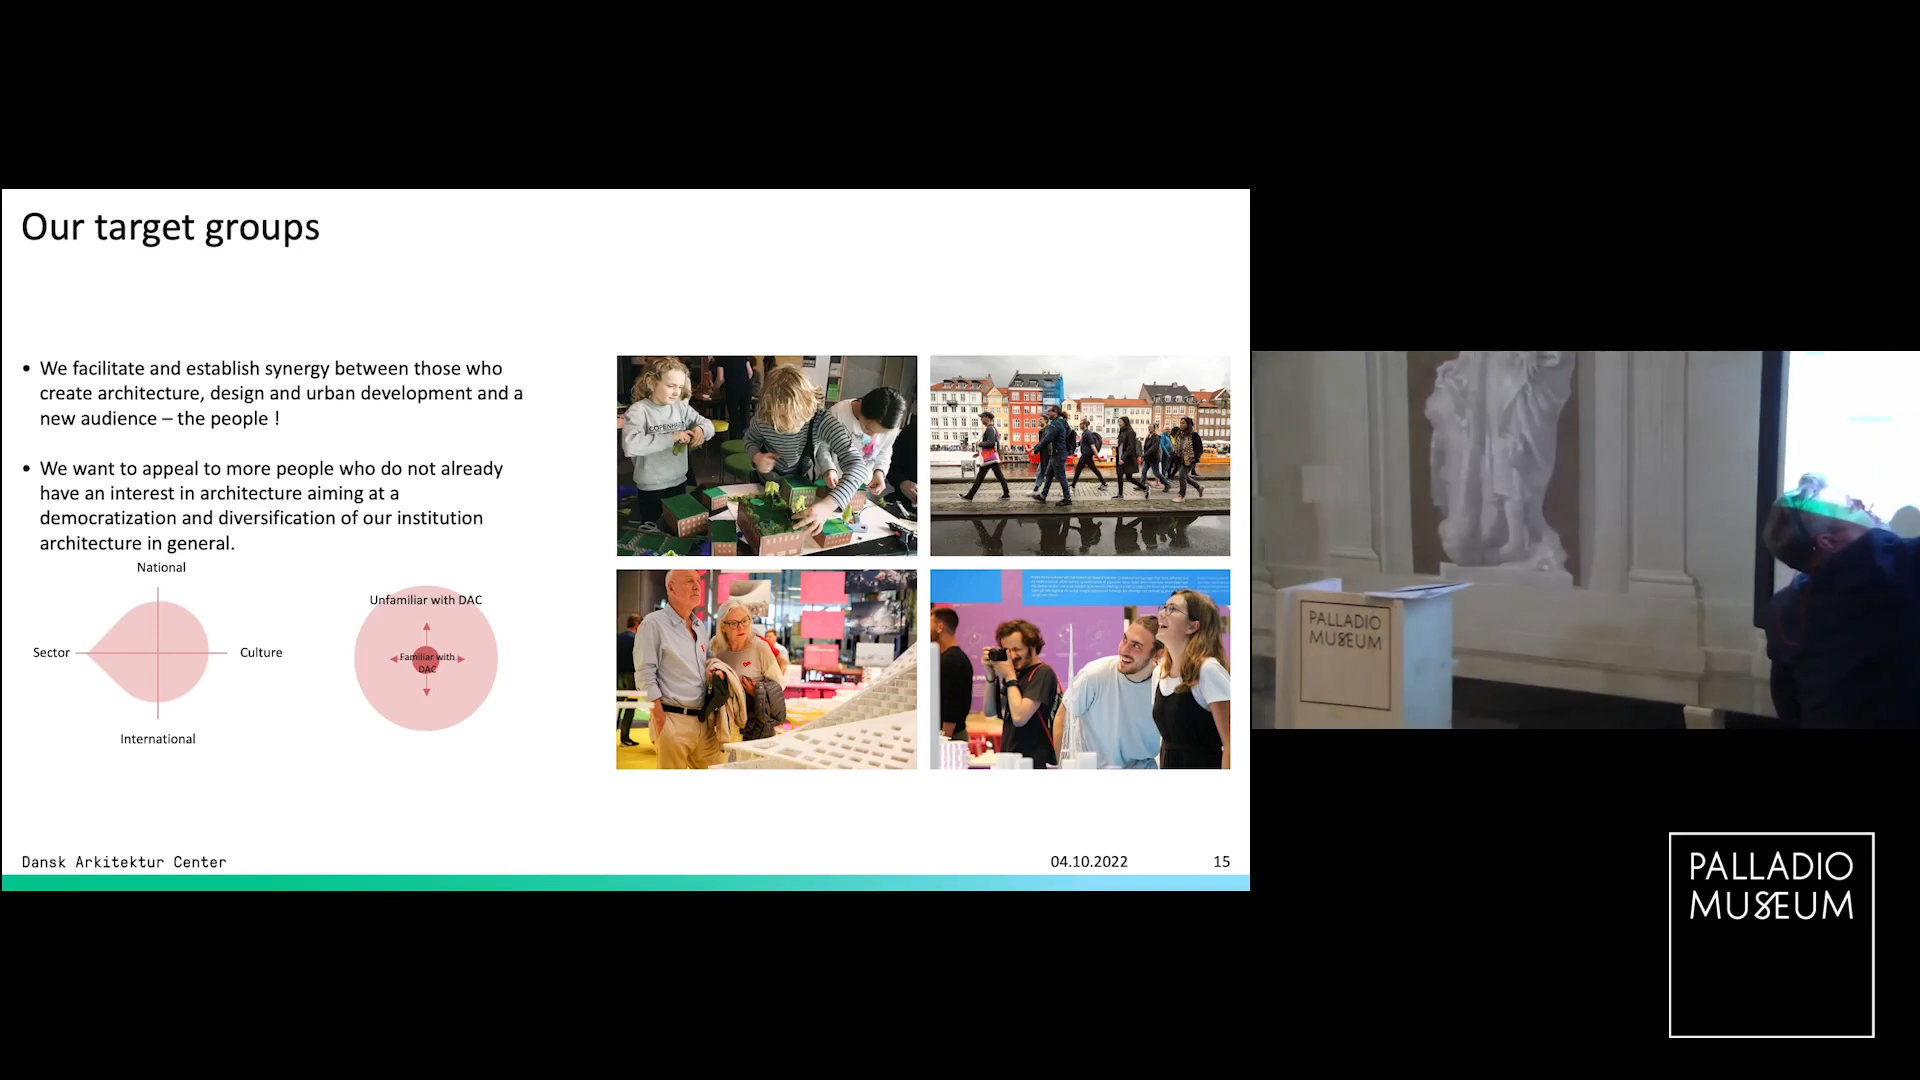 Our target groups
• We facilitate and establish synergy between those who
create architecture, design and urban development and a
new audience – the people !
• We want to appeal to more people who do not already
have an interest in architecture aiming at a
democratization and diversification of our institution
architecture in general.
National
Sector
Culture
International
Unfamiliar with DAC
Familiar with
DAC
Dansk Arkitektur Center
04.10.2022
15
PALLADIO
MUSEUM
PALLADIO
MUSEUM